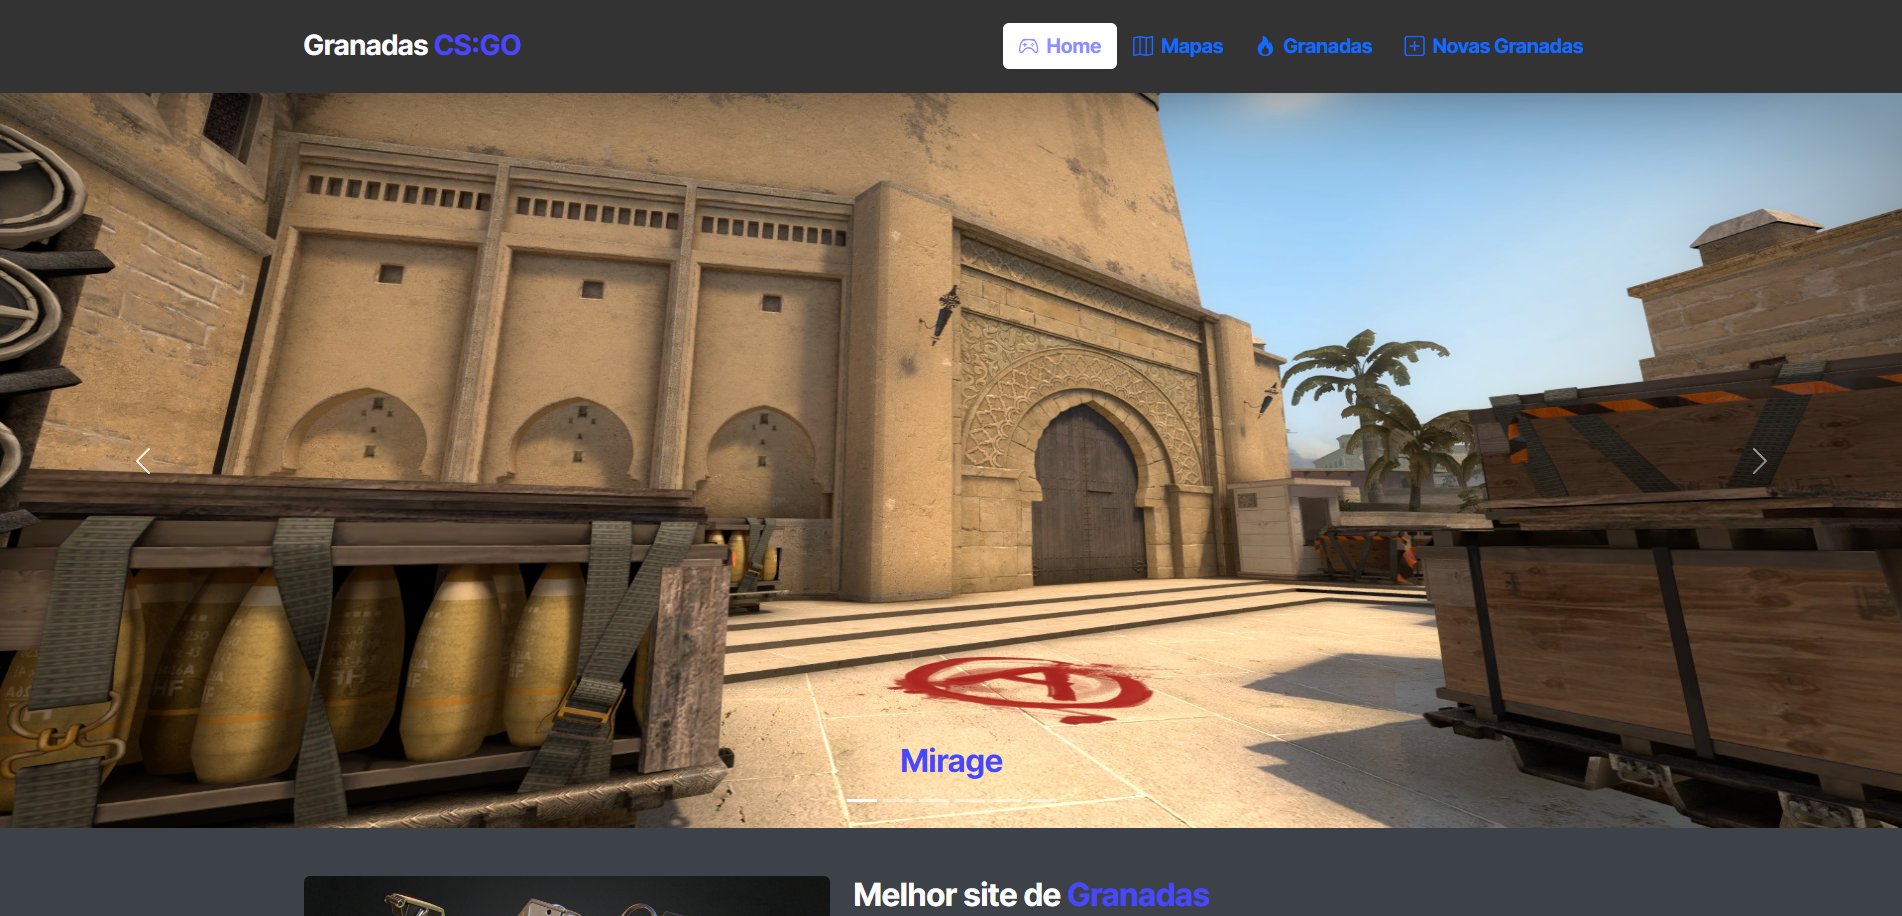 Granadas CS:GO
Home
Mapas
Granadas
Novas Granadas
A
Mirage
Melhor site de Granadas